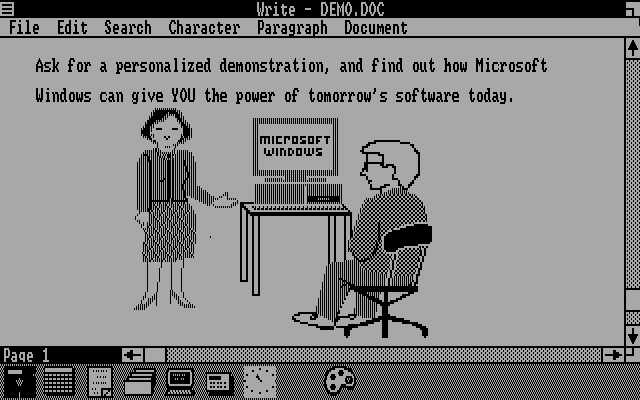 Write - DEMO.DOC
File Edit Search Character Paragraph Document
Ask for a personalized demonstration, and find out how Microsoft
Windows can give YOU the power of tomorrow's software today.
MICROSOFT
WINDOWS
Page 1